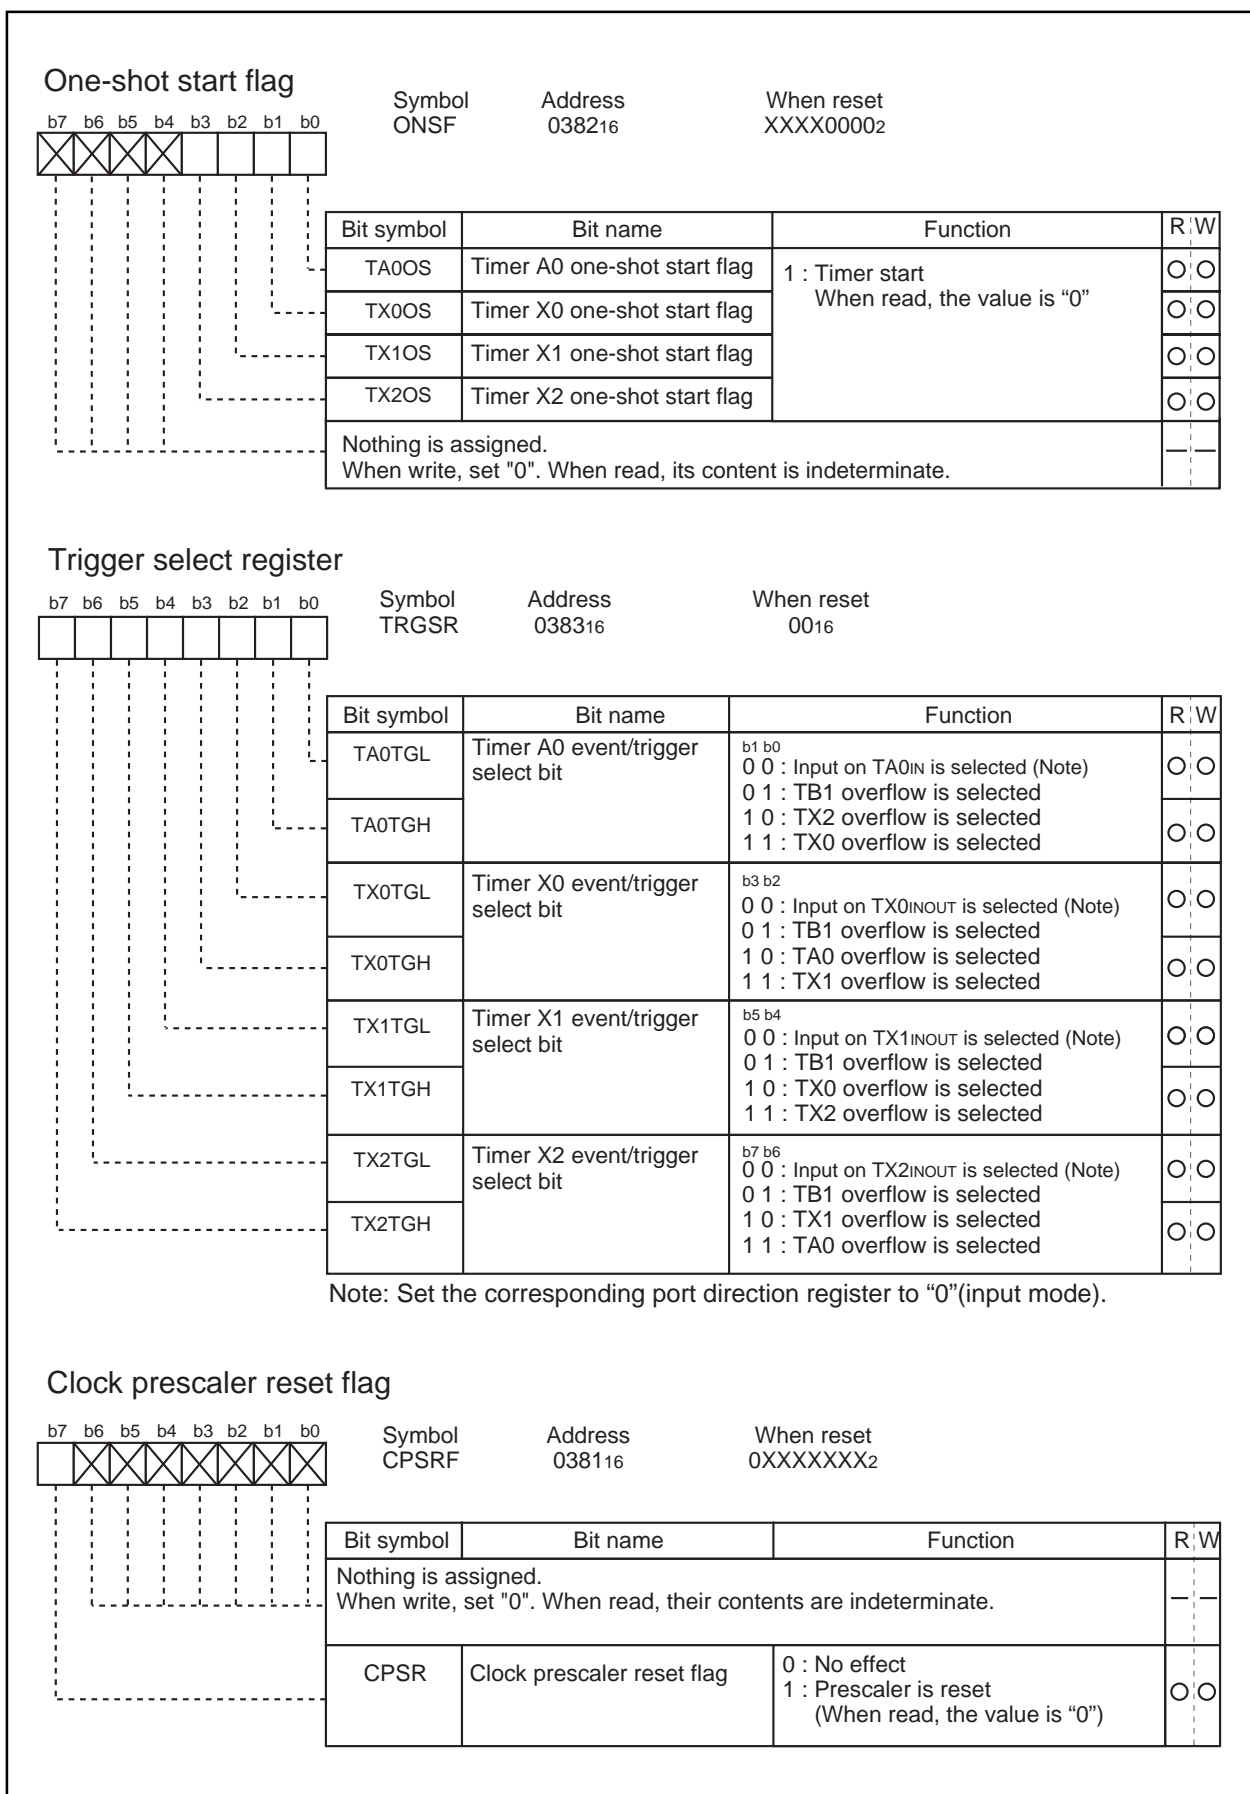 One-shot start flag
Symbol Address When reset
b7 b6 b5 b4 b3 b2 b1 b0
ONSF 038216 XXXX00002
Bit symbol Bit name Function R W
TA0OS Timer A0 one-shot start flag 1 : Timer start
When read, the value is “0”
TX0OS Timer X0 one-shot start flag
TX1OS Timer X1 one-shot start flag
TX2OS Timer X2 one-shot start flag
Nothing is assigned.
When write, set "0". When read, its content is indeterminate.
Trigger select register
b7 b6 b5 b4 b3 b2 b1 b0
Symbol Address When reset
TRGSR 038316 0016
Bit symbol Bit name Function R W
TA0TGL Timer A0 event/trigger
select bit
b1 b0
0 0 : Input on TA0IN is selected (Note)
0 1 : TB1 overflow is selected
TA0TGH 1 0 : TX2 overflow is selected
1 1 : TX0 overflow is selected
TX0TGL Timer X0 event/trigger
select bit
b3 b2
0 0 : Input on TX0INOUT is selected (Note)
0 1 : TB1 overflow is selected
TX0TGH 1 0 : TA0 overflow is selected
1 1 : TX1 overflow is selected
TX1TGL Timer X1 event/trigger
select bit
b5 b4
0 0 : Input on TX1INOUT is selected (Note)
0 1 : TB1 overflow is selected
TX1TGH 1 0 : TX0 overflow is selected
1 1 : TX2 overflow is selected
TX2TGL Timer X2 event/trigger
select bit
b7 b6
0 0 : Input on TX2INOUT is selected (Note)
0 1 : TB1 overflow is selected
TX2TGH 1 0 : TX1 overflow is selected
1 1 : TA0 overflow is selected
Note: Set the corresponding port direction register to “0”(input mode).
Clock prescaler reset flag
b7 b6 b5 b4 b3 b2 b1 b0
Symbol Address When reset
CPSRF 038116 0XXXXXXX2
Bit symbol Bit name Function R W
Nothing is assigned.
When write, set "0". When read, their contents are indeterminate.
CPSR Clock prescaler reset flag 0 : No effect
1 : Prescaler is reset
(When read, the value is “0”)